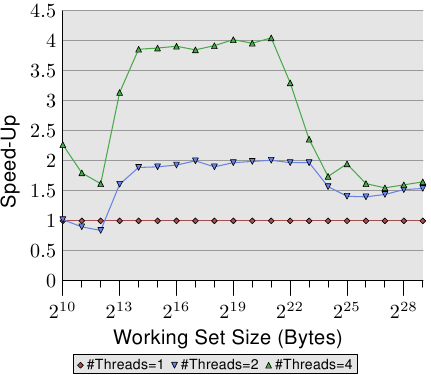 4.5
4
3.5
3
2.5
2
1.5
1
0.5
0
Speed-Up
2^10 2^13 2^16 2^19 2^22 2^25 2^28
Working Set Size (Bytes)
#Threads=1 #Threads=2 #Threads=4